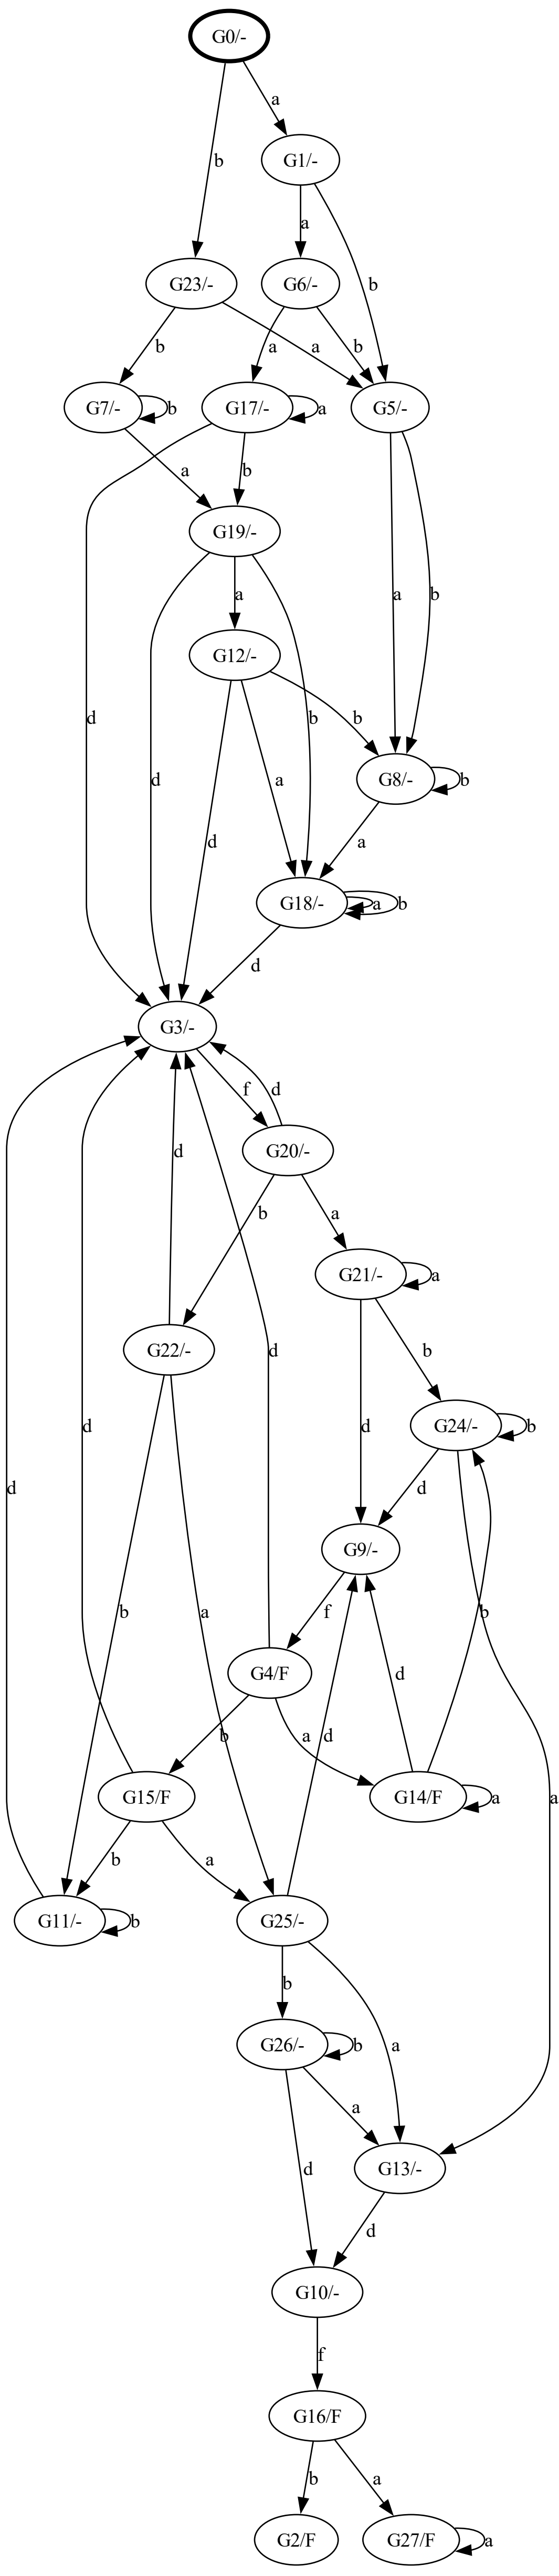 G0/-
a
b
G1/-
a
b
G23/-
G6/-
b
a
a
b
G7/-
b
G17/-
a
G5/-
a
b
G19/-
a
b
a
b
G12/-
b
d
d
b
d
a
G8/-
b
a
G18/-
a
b
d
G3/-
f
d
G20/-
b
a
G21/-
a
d
G22/-
d
b
G24/-
b
d
d
d
G9/-
d
b
a
f
b
G4/F
d
b
a
d
G15/F
G14/F
a
a
b
a
G11/-
b
G25/-
b
a
G26/-
b
a
G13/-
d
d
G10/-
f
G16/F
b
a
G2/F
G27/F
a